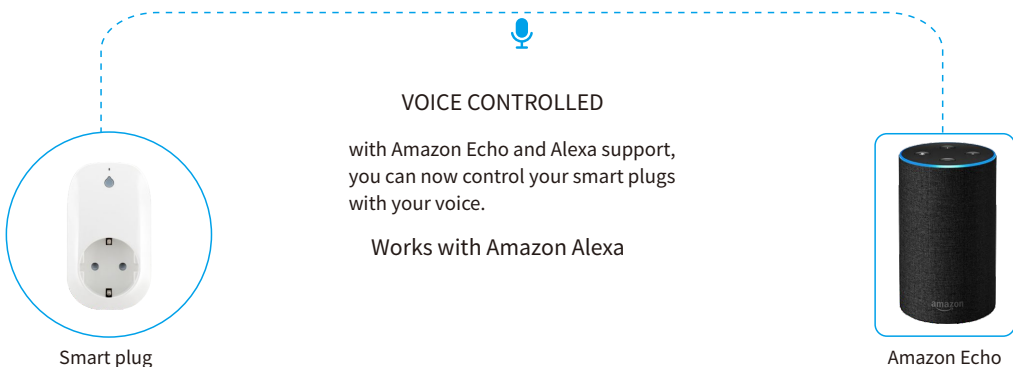 VOICE CONTROLLED
with Amazon Echo and Alexa support,
you can now control your smart plugs
with your voice.
Works with Amazon Alexa
amazon
Smart plug
Amazon Echo